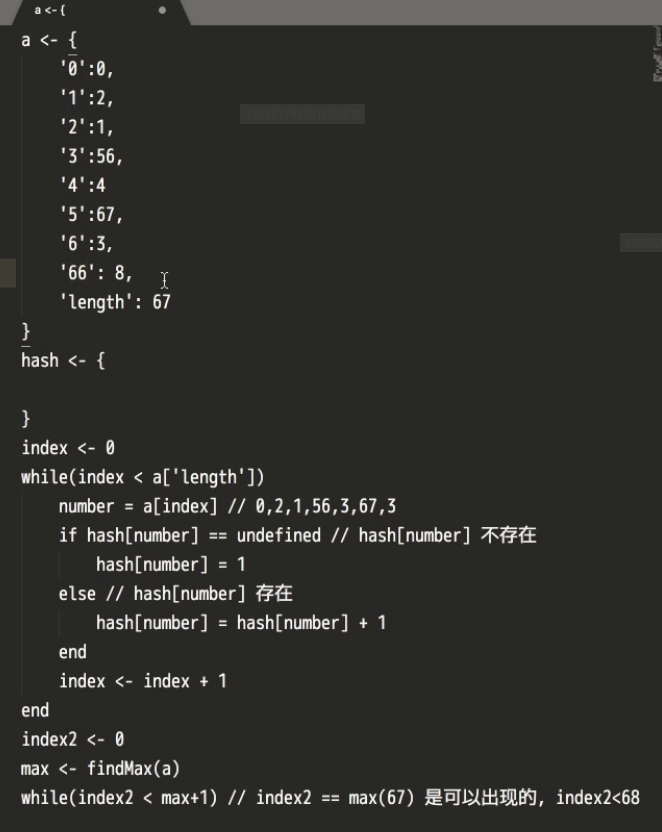 a <- {
a <- {
'0':0,
'1':2,
'2':1,
'3':56,
'4':4
'5':67,
'6':3,
'66': 8,
'length': 67
}
hash <- {
}
index <- 0
while(index < a['length'])
number = a[index] // 0,2,1,56,3,67,3
if hash[number] == undefined // hash[number] 不存在
hash[number] = 1
else // hash[number] 存在
hash[number] = hash[number] + 1
end
index <- index + 1
end
index2 <- 0
max <- findMax(a)
while(index2 < max+1) // index2 == max(67) 是可以出现的, index2<68